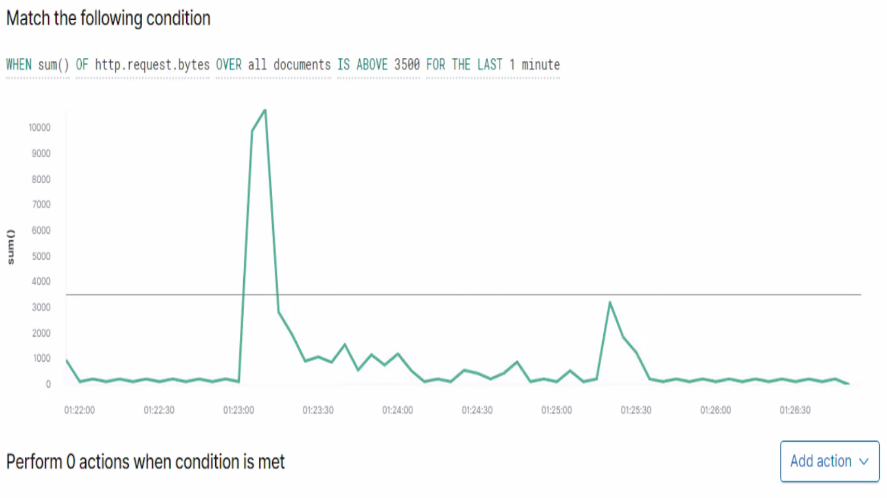 Match the following condition
WHEN sum() OF http.request.bytes OVER all documents IS ABOVE 3500 FOR THE LAST 1 minute
10000
9000
8000
7000
6000
5000
4000
3000
2000
1000
0
sum()
01:22:00 01:22:30 01:23:00 01:23:30 01:24:00 01:24:30 01:25:00 01:25:30 01:26:00 01:26:30
Perform 0 actions when condition is met
Add action